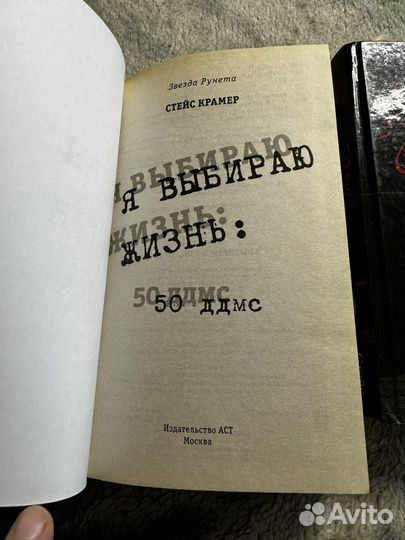 Звезда Рунета
СТЕЙС КРАМЕР
Я ВЫБИРАЮ
ЖИЗНЬ:
50 ДДМС
Издательство АСТ
Москва
Avito